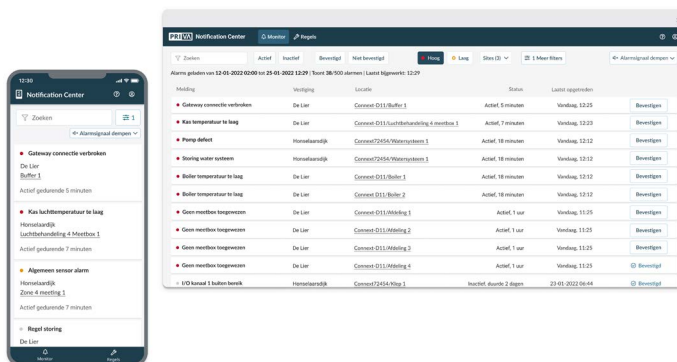 12:30
Notification Center
Zoeken
1
Alarmsignaal dempen
Gateway connectie verbroken
De Lier
Buffer 1
Actief gedurende 5 minuten
Kas luchttemperatuur te laag
Honselaardijk
Luchtbehandeling 4 Meetbox 1
Actief gedurende 7 minuten
Algemeen sensor alarm
Honselaardijk
Zone 4 meeting 1
Actief gedurende 7 minuten
Regel storing
De Lier
Monitor Regels
PRIVA Notification Center Monitor Regels
Zoeken Actief Inactief Bevestigd Niet bevestigd Hoog Laag Sites (3) 1 Meer filters Alarmsignaal dempen
Alarms geladen van 12-01-2022 02:00 tot 25-01-2022 12:29 | Toont 38/500 alarmen | Laatst bijgewerkt: 12:29
Melding Vestiging Locatie Status Laatst opgetreden
Gateway connectie verbroken De Lier Connext-D11/Buffer 1 Actief, 5 minuten Vandaag, 12:25 Bevestigen
Kas temperatuur te laag De Lier Connext-D11/Luchtbehandeling 4 meetbox 1 Actief, 7 minuten Vandaag, 12:23 Bevestigen
Pomp defect Honselaarsdijk Connext72454/Watersysteem 1 Actief, 18 minuten Vandaag, 12:12 Bevestigen
Storing water systeem Honselaarsdijk Connext72454/Watersysteem 1 Actief, 18 minuten Vandaag, 12:12 Bevestigen
Boiler temperatuur te laag De Lier Connext-D11/Boiler 1 Actief, 18 minuten Vandaag, 12:12 Bevestigen
Boiler temperatuur te laag De Lier Connext D11/Boiler 2 Actief, 18 minuten Vandaag, 12:12 Bevestigen
Geen meetbox toegewezen De Lier Connext-D11/Afdeling 1 Actief, 1 uur Vandaag, 11:25 Bevestigen
Geen meetbox toegewezen De Lier Connext-D11/Afdeling 2 Actief, 1 uur Vandaag, 11:25 Bevestigen
Geen meetbox toegewezen De Lier Connext-D11/Afdeling 3 Actief, 1 uur Vandaag, 11:25 Bevestigen
Geen meetbox toegewezen De Lier Connext-D11/Afdeling 4 Actief, 1 uur Vandaag, 11:25 Bevestigd
I/O kanaal 1 buiten bereik Honselaarsdijk Connext72454/Klep 1 Inactief, duurde 2 dagen 23-01-2022 06:44 Bevestigd